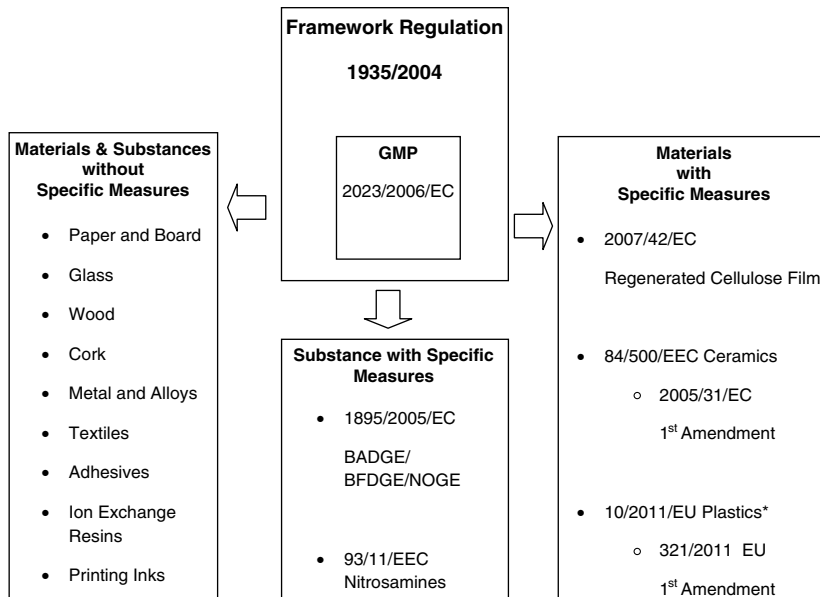 Framework Regulation
1935/2004
GMP
2023/2006/EC
Materials & Substances
without
Specific Measures
• Paper and Board
• Glass
• Wood
• Cork
• Metal and Alloys
• Textiles
• Adhesives
• Ion Exchange
Resins
• Printing Inks
Substance with Specific
Measures
• 1895/2005/EC
BADGE/
BFDGE/NOGE
• 93/11/EEC
Nitrosamines
Materials
with
Specific Measures
• 2007/42/EC
Regenerated Cellulose Film
• 84/500/EEC Ceramics
○ 2005/31/EC
1st Amendment
• 10/2011/EU Plastics*
○ 321/2011 EU
1st Amendment